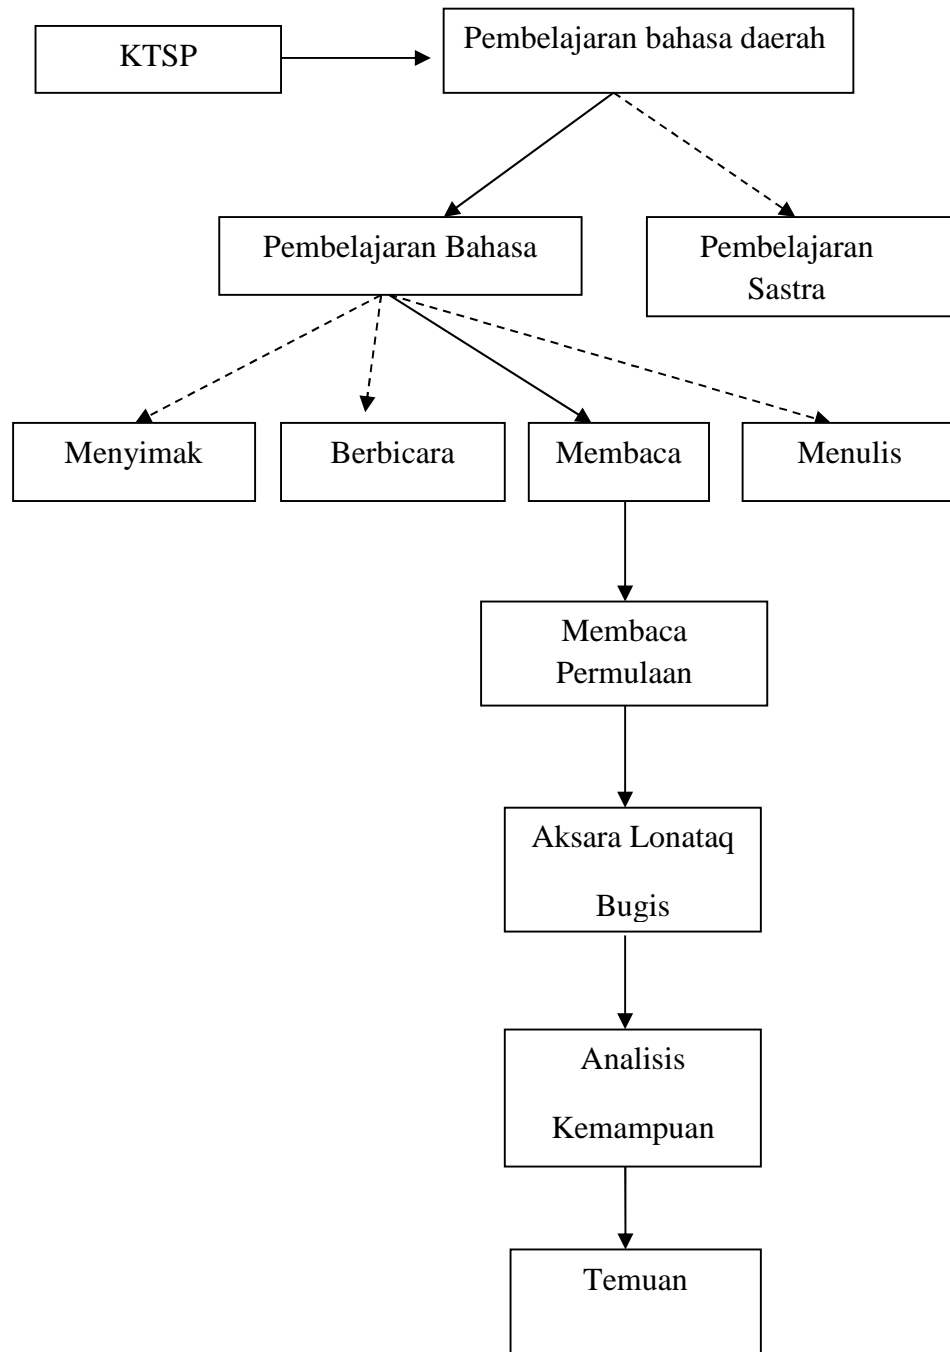 KTSP
Pembelajaran bahasa daerah
Pembelajaran Bahasa
Pembelajaran
Sastra
Menyimak
Berbicara
Membaca
Menulis
Membaca
Permulaan
Aksara Lonataq
Bugis
Analisis
Kemampuan
Temuan